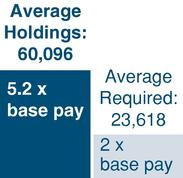 Average
Holdings:
60,096
5.2 x
base pay
Average
Required:
23,618
2 x
base pay